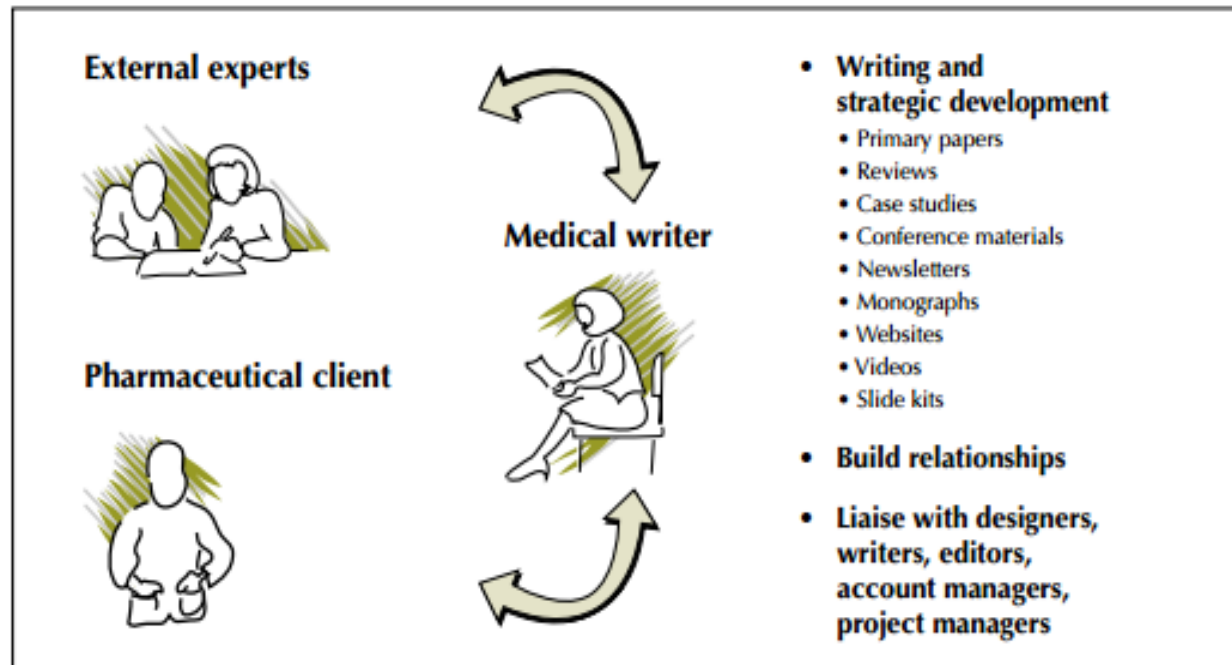 External experts
Medical writer
Pharmaceutical client
• Writing and
strategic development
• Primary papers
• Reviews
• Case studies
• Conference materials
• Newsletters
• Monographs
• Websites
• Videos
• Slide kits
• Build relationships
• Liaise with designers,
writers, editors,
account managers,
project managers